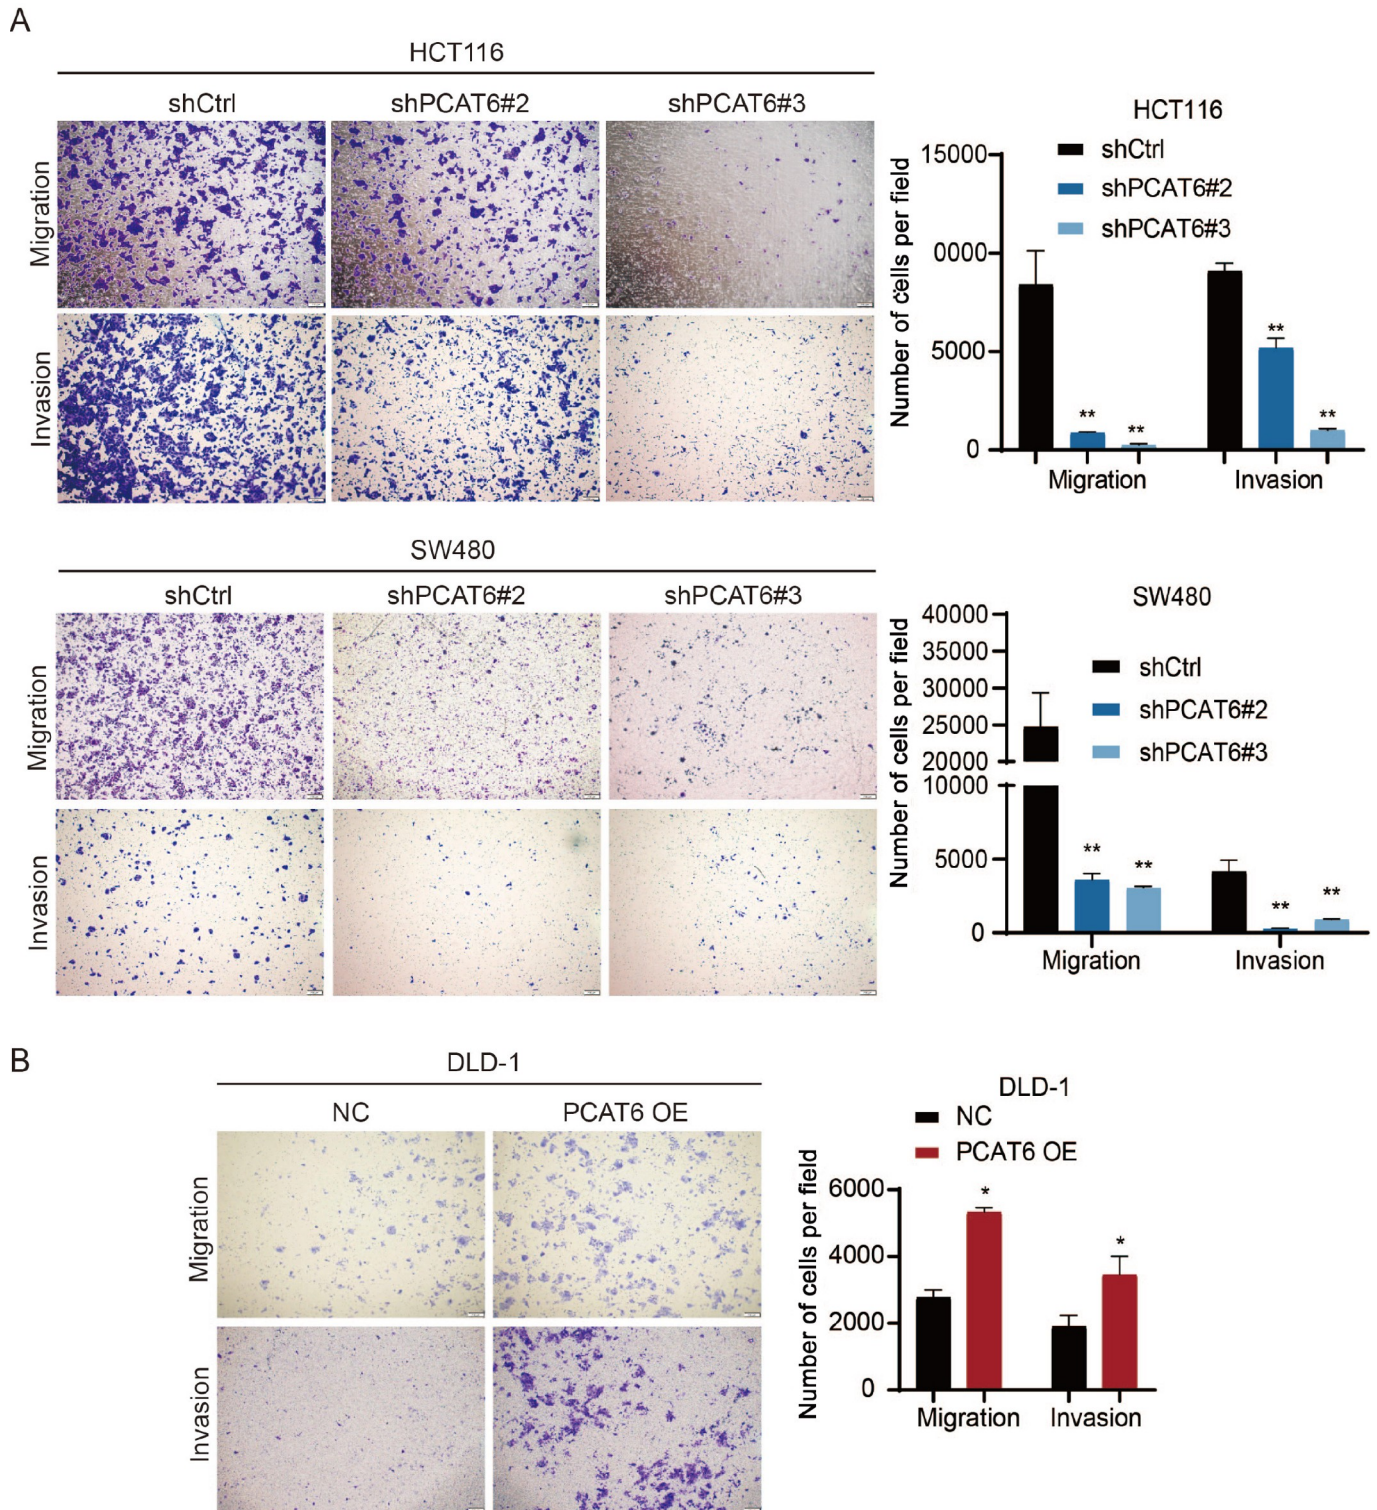 A
HCT116
shCtrl shPCAT6#2 shPCAT6#3
Migration
Invasion
HCT116
shCtrl
shPCAT6#2
shPCAT6#3
Number of cells per field
15000
0000
5000
0
** ** ** **
Migration Invasion
SW480
shCtrl shPCAT6#2 shPCAT6#3
Migration
Invasion
SW480
shCtrl
shPCAT6#2
shPCAT6#3
Number of cells per field
40000
35000
30000
25000
20000
10000
5000
0
** ** ** **
Migration Invasion
B
DLD-1
NC PCAT6 OE
Migration
Invasion
DLD-1
NC
PCAT6 OE
Number of cells per field
6000
4000
2000
0
* *
Migration Invasion